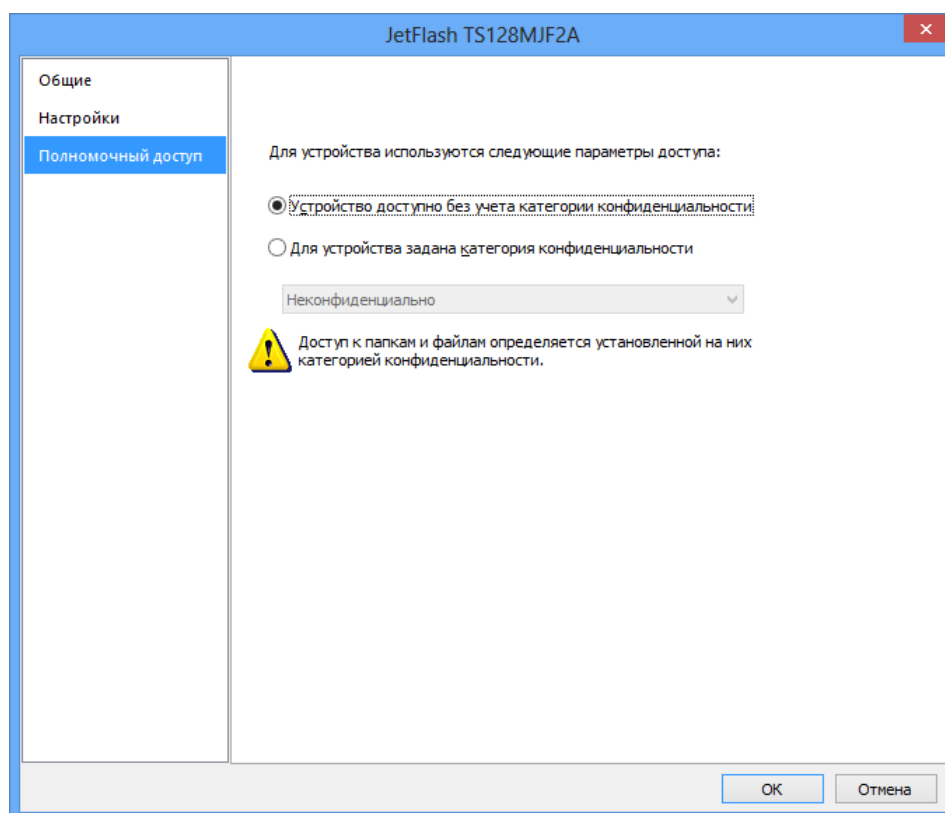 JetFlash TS128MJF2A
Общие
Настройки
Полномочный доступ
Для устройства используются следующие параметры доступа:
Устройство доступно без учета категории конфиденциальности
Для устройства задана категория конфиденциальности
Неконфиденциально
Доступ к папкам и файлам определяется установленной на них
категорией конфиденциальности.
ОК
Отмена